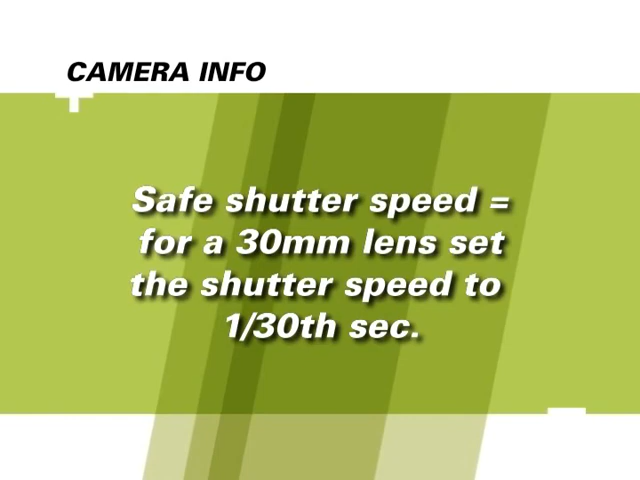 CAMERA INFO
Safe shutter speed =
for a 30mm lens set
the shutter speed to
1/30th sec.